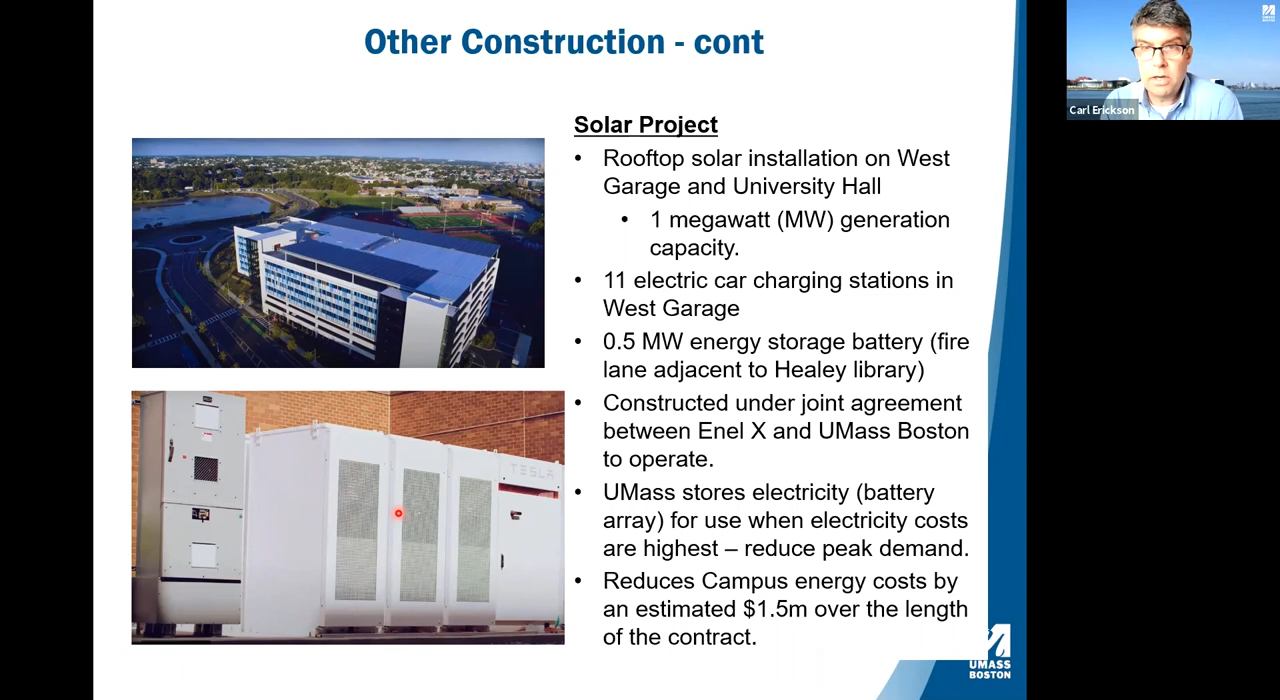 Other Construction - cont
UMASS
BOSTON
Carl Erickson
Solar Project
• Rooftop solar installation on West
Garage and University Hall
• 1 megawatt (MW) generation
capacity.
• 11 electric car charging stations in
West Garage
• 0.5 MW energy storage battery (fire
lane adjacent to Healey library)
• Constructed under joint agreement
between Enel X and UMass Boston
to operate.
• UMass stores electricity (battery
array) for use when electricity costs
are highest – reduce peak demand.
• Reduces Campus energy costs by
an estimated $1.5m over the length
of the contract.
TESLA
UMASS
BOSTON